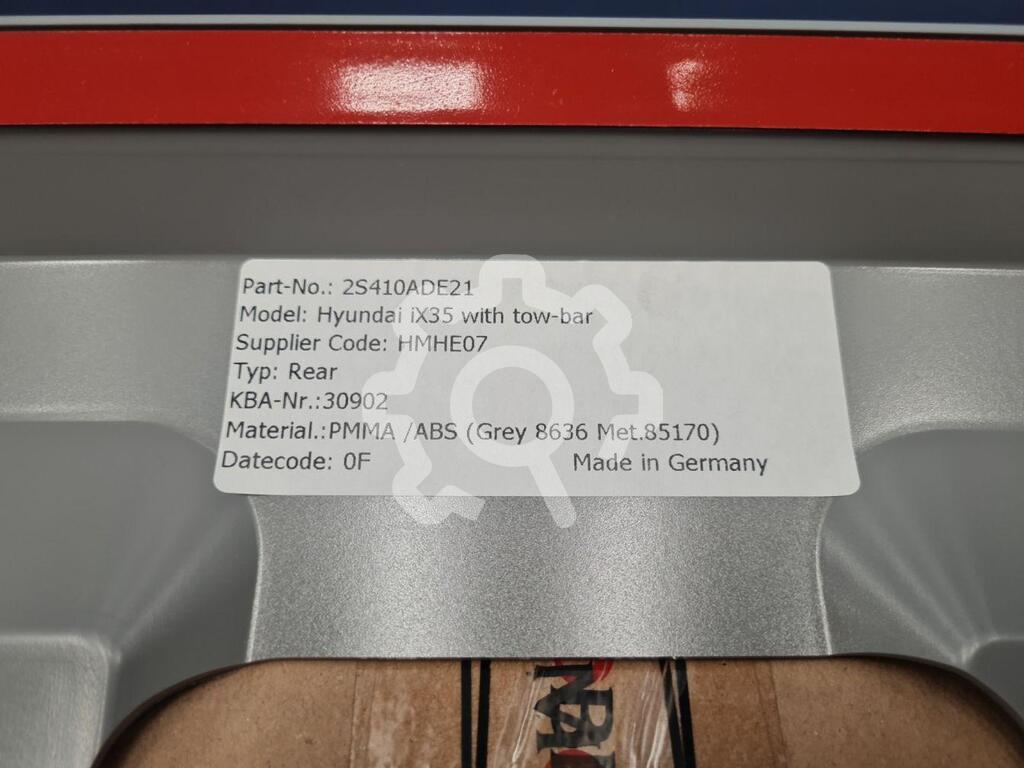 Part-No.: 2S410ADE21
Model: Hyundai iX35 with tow-bar
Supplier Code: HMHE07
Typ: Rear
KBA-Nr.:30902
Material.:PMMA /ABS (Grey 8636 Met.85170)
Datecode: 0F Made in Germany